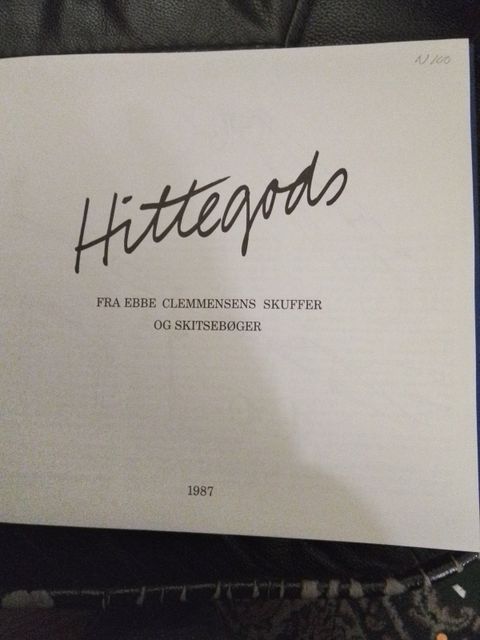 Hittegods
FRA EBBE CLEMMENSENS SKUFFER
OG SKITSEBØGER
1987